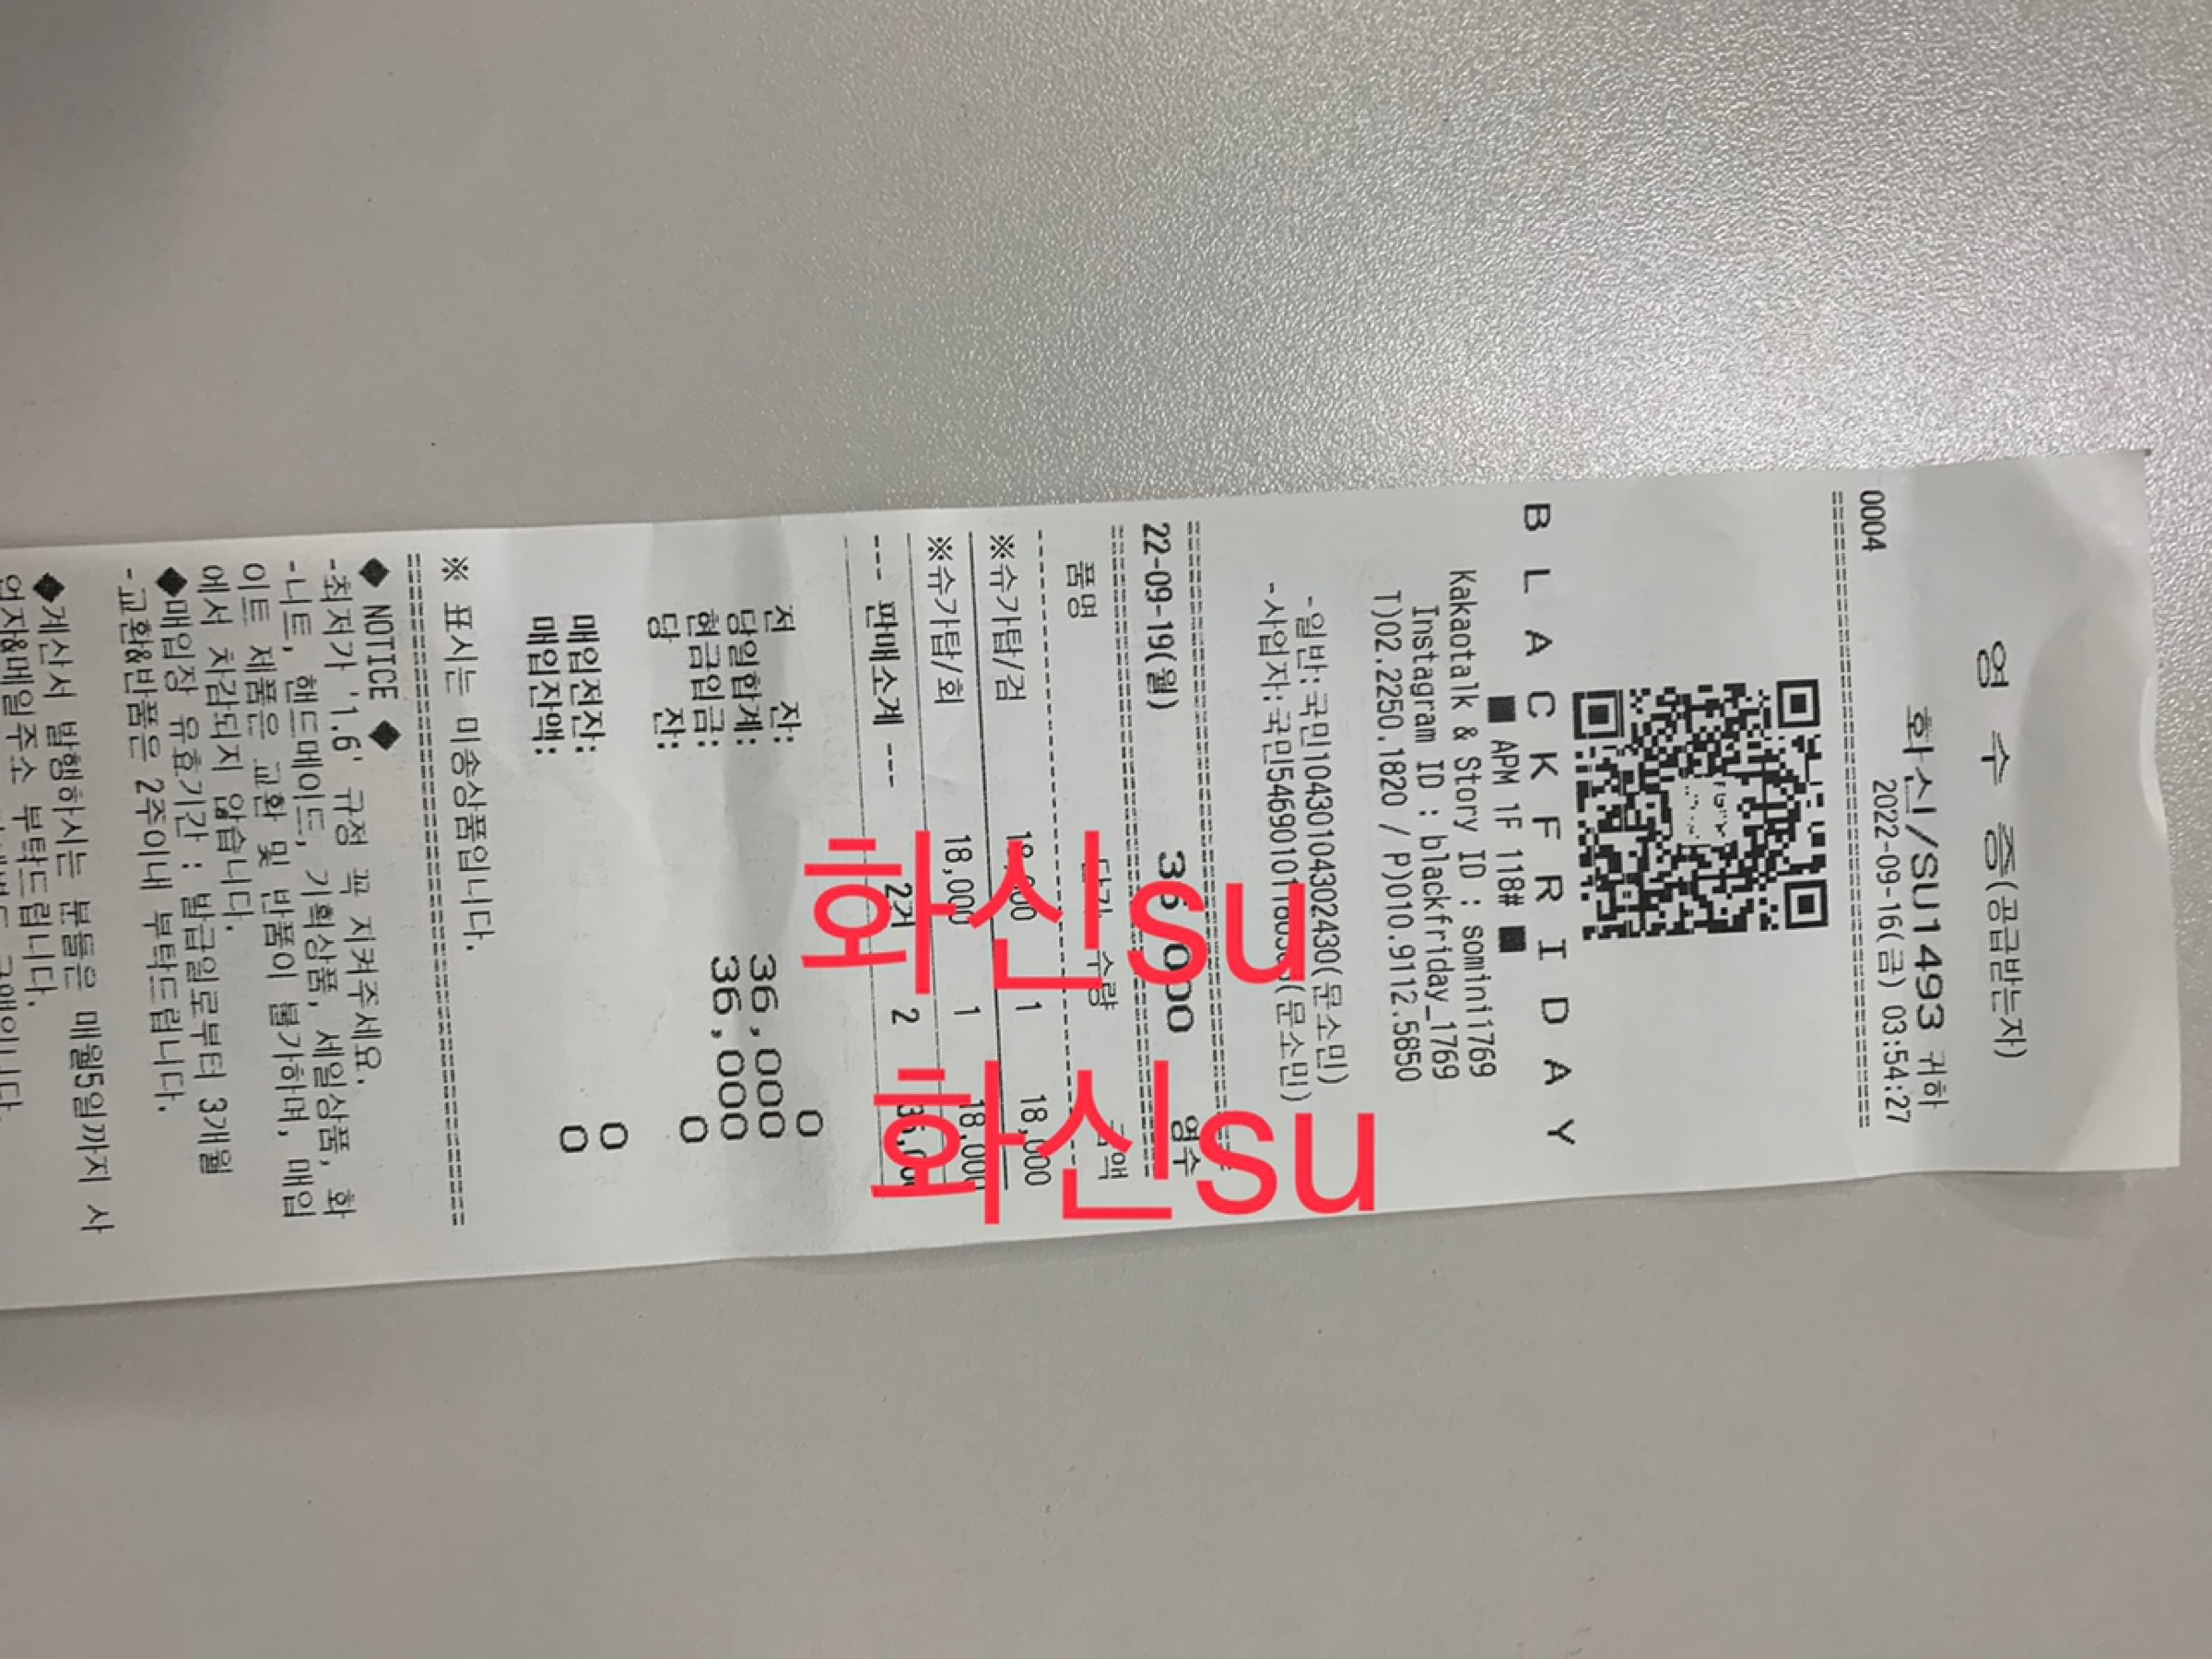 영 수 증(공급받는자)
화신/SU1493 귀하
0004 2022-09-16(금) 03:54:27
B L A C K F R I D A Y
■ APM 1F 118# ■
Kakaotalk & Story ID : somini1769
Instagram ID : blackfriday_1769
T)02.2250.1820 / P)010.9112.5850
-일반:국민10430104302430(문소민)
-사업자:국민546901011(문소민)
22-09-19(월) 36,000 영수
품명 단가 수량 금액
※슈가탑/검 18,000 1 18,000
※슈가탑/회 18,000 1 18,000
--- 판매소계 --- 2건 2
전 잔: 0
당일합계: 36,000
현금입금: 36,000
당 잔: 0
매입전잔: 0
매입잔액: 0
※ 표시는 미송상품입니다.
◆ NOTICE ◆
-최저가 '1.6' 규정 꼭 지켜주세요.
-니트, 핸드메이드, 기획상품, 세일상품, 화
이트 제품은 교환 및 반품이 불가하며, 매입
에서 차감되지 않습니다.
◆매입장 유효기간 : 발급일로부터 3개월
-교환&반품은 2주이내 부탁드립니다.
◆계산서 발행하시는 분들은 매월5일까지 사
업자&메일주소 부탁드립니다.
금액입니다.
화신su
화신su